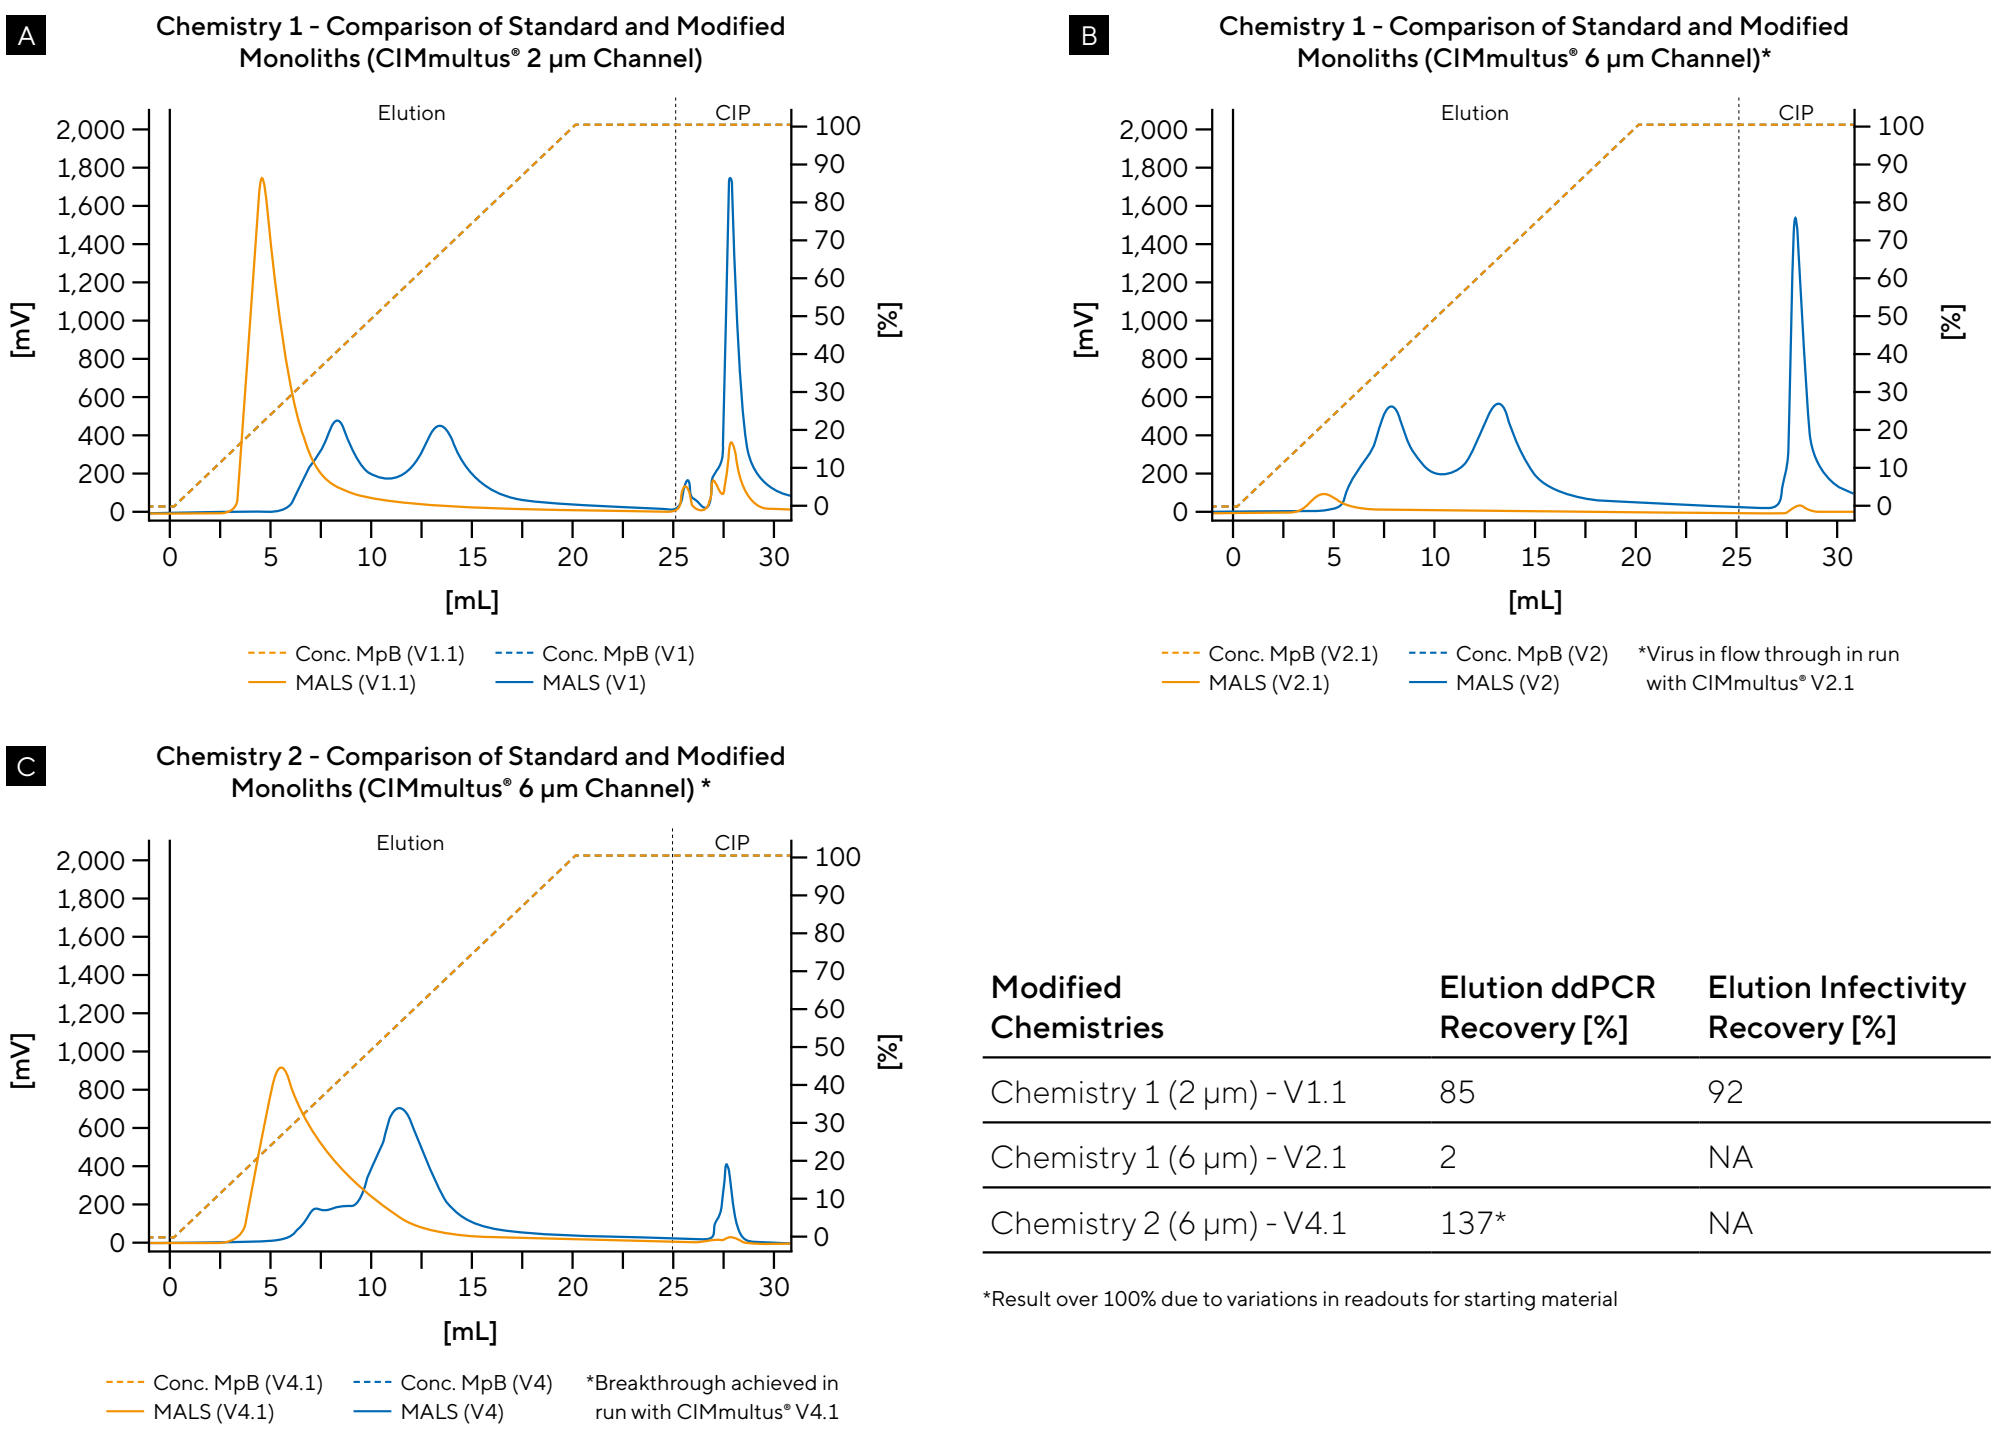 A
Chemistry 1 - Comparison of Standard and Modified
Monoliths (CIMmultus® 2 µm Channel)
Elution
CIP
2,000
1,800
1,600
1,400
1,200
1,000
800
600
400
200
0
[mV]
100
90
80
70
60
50
40
30
20
10
0
[%]
0 5 10 15 20 25 30
[mL]
Conc. MpB (V1.1) Conc. MpB (V1)
MALS (V1.1) MALS (V1)
B
Chemistry 1 - Comparison of Standard and Modified
Monoliths (CIMmultus® 6 µm Channel)*
Elution
CIP
2,000
1,800
1,600
1,400
1,200
1,000
800
600
400
200
0
[mV]
100
90
80
70
60
50
40
30
20
10
0
[%]
0 5 10 15 20 25 30
[mL]
Conc. MpB (V2.1) Conc. MpB (V2)
MALS (V2.1) MALS (V2)
*Virus in flow through in run
with CIMmultus® V2.1
C
Chemistry 2 - Comparison of Standard and Modified
Monoliths (CIMmultus® 6 µm Channel) *
Elution
CIP
2,000
1,800
1,600
1,400
1,200
1,000
800
600
400
200
0
[mV]
100
90
80
70
60
50
40
30
20
10
0
[%]
0 5 10 15 20 25 30
[mL]
Conc. MpB (V4.1) Conc. MpB (V4)
MALS (V4.1) MALS (V4)
*Breakthrough achieved in
run with CIMmultus® V4.1
Modified Elution ddPCR Elution Infectivity
Chemistries Recovery [%] Recovery [%]
Chemistry 1 (2 µm) - V1.1 85 92
Chemistry 1 (6 µm) - V2.1 2 NA
Chemistry 2 (6 µm) - V4.1 137* NA
*Result over 100% due to variations in readouts for starting material